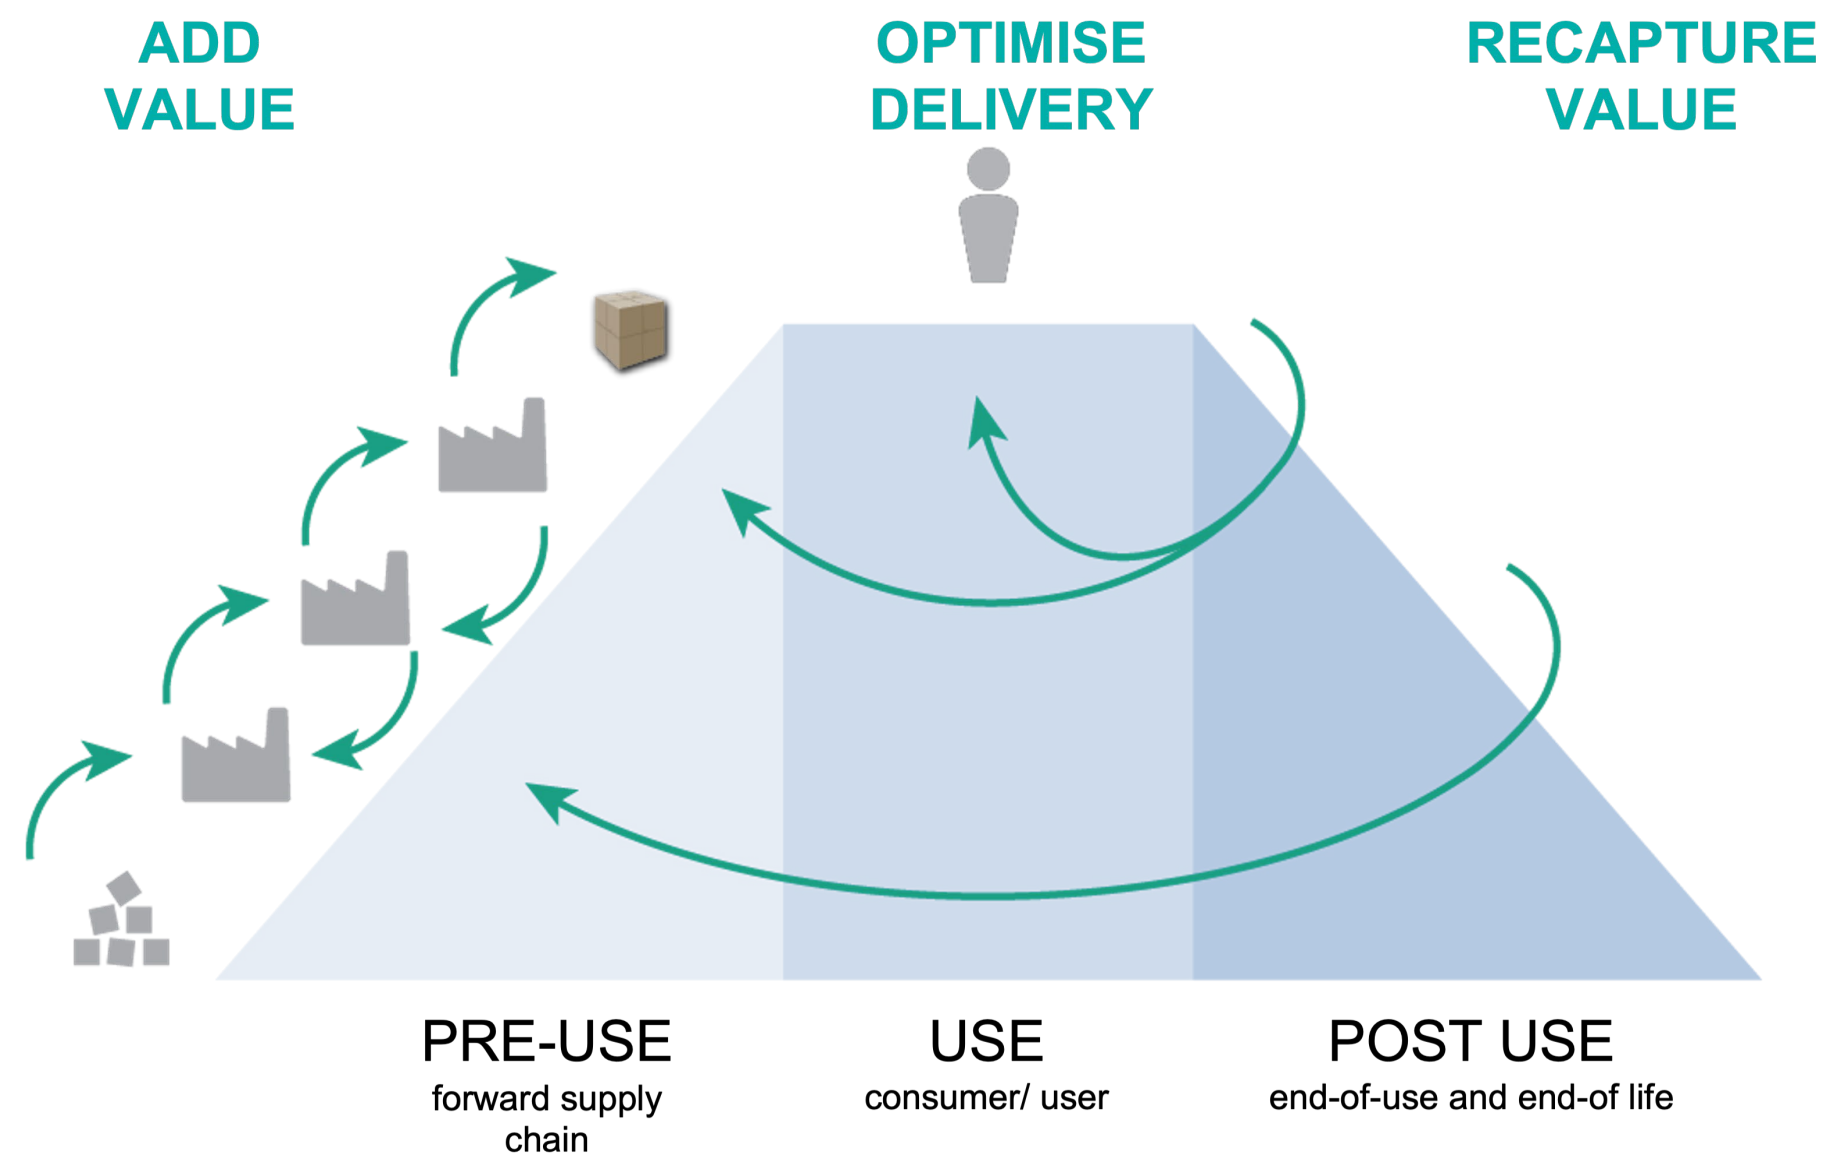 ADD
VALUE
OPTIMISE
DELIVERY
RECAPTURE
VALUE
PRE-USE
forward supply
chain
USE
consumer/ user
POST USE
end-of-use and end-of life